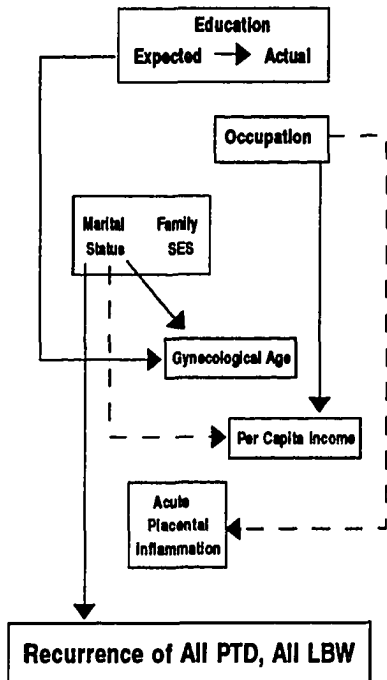 Education
Expected Actual
Occupation
Marital Family
Status SES
Gynecological Age
Per Capita Income
Acute
Placental
Inflammation
Recurrence of All PTD, All LBW